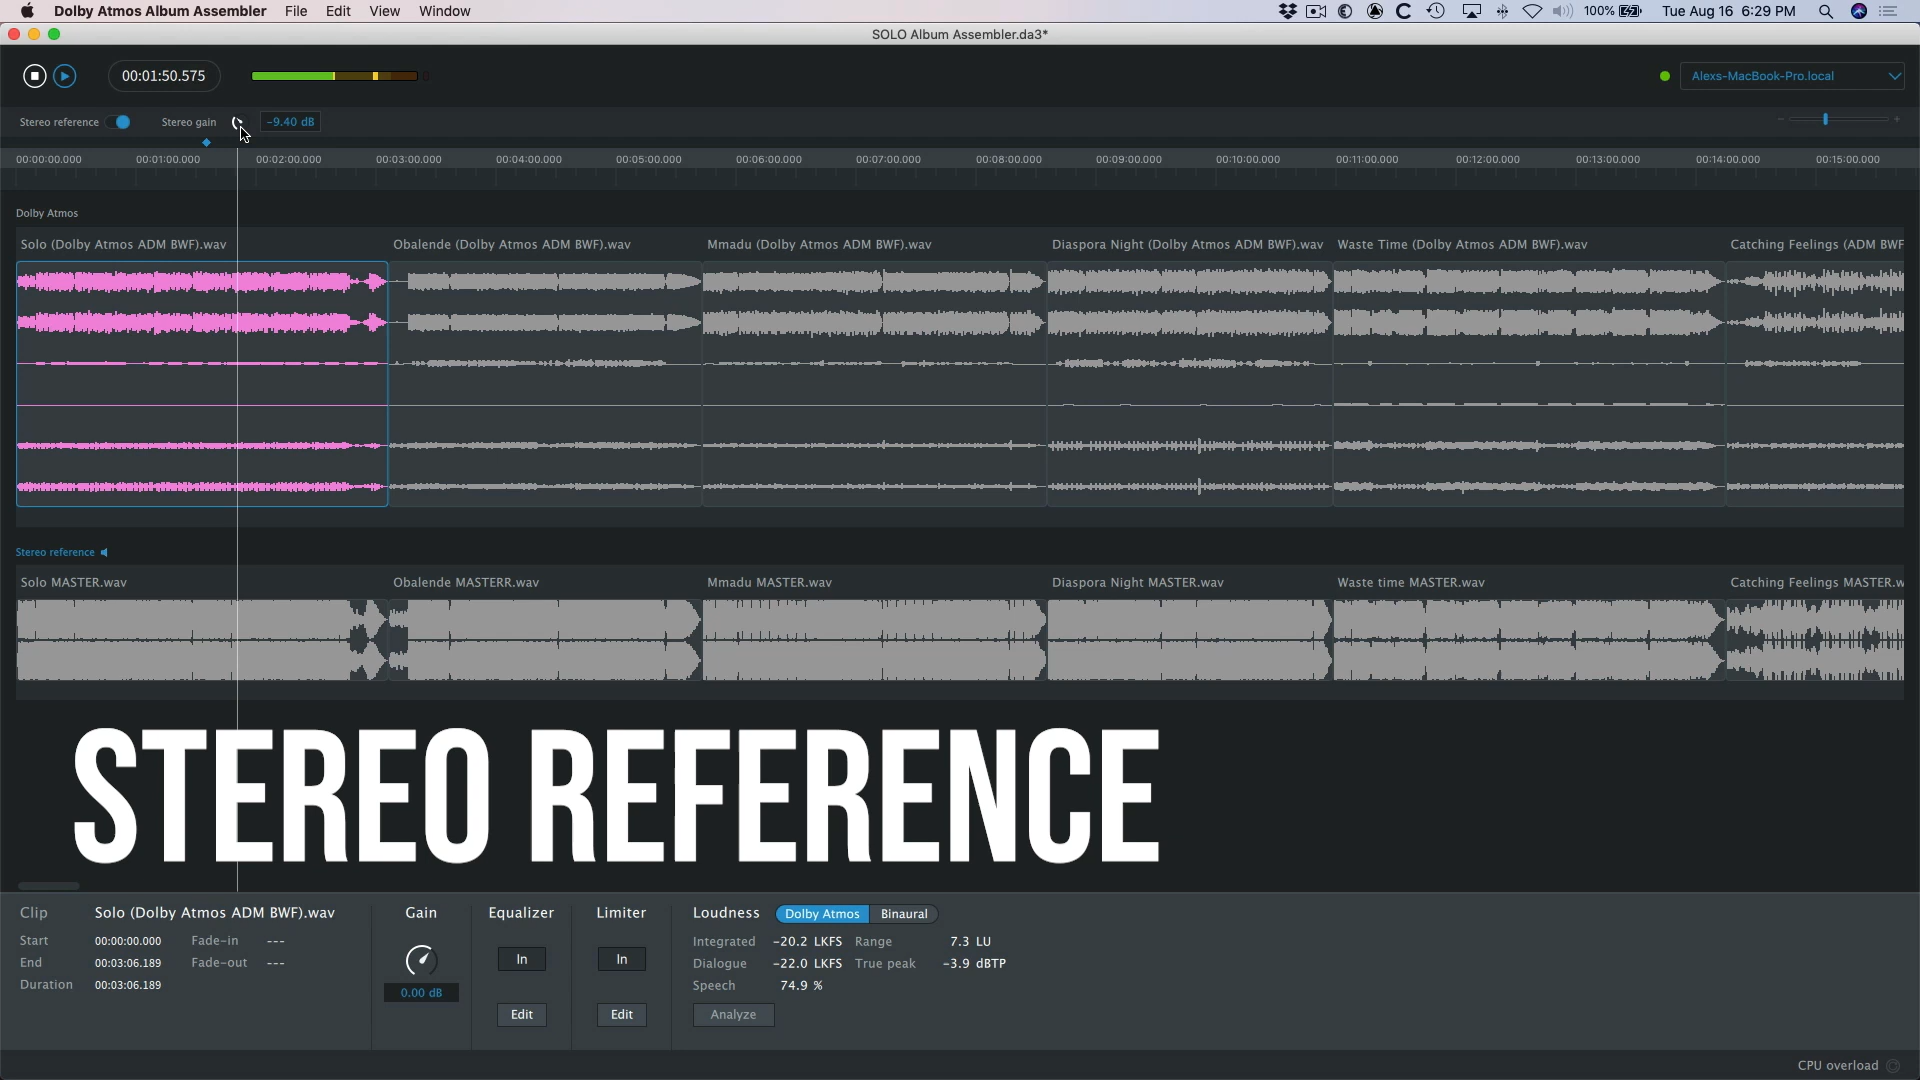 Dolby Atmos Album Assembler File Edit View Window 100% Tue Aug 16 6:29 PM
SOLO Album Assembler.da3*
00:01:50.575
Alexs-MacBook-Pro.local
Stereo reference Stereo gain -9.40 dB
00:00:00.000 00:01:00.000 00:02:00.000 00:03:00.000 00:04:00.000 00:05:00.000 00:06:00.000 00:07:00.000 00:08:00.000 00:09:00.000 00:10:00.000 00:11:00.000 00:12:00.000 00:13:00.000 00:14:00.000 00:15:00.000
Dolby Atmos
Solo (Dolby Atmos ADM BWF).wav Obalende (Dolby Atmos ADM BWF).wav Mmadu (Dolby Atmos ADM BWF).wav Diaspora Night (Dolby Atmos ADM BWF).wav Waste Time (Dolby Atmos ADM BWF).wav Catching Feelings (ADM BWF
Stereo reference
Solo MASTER.wav Obalende MASTERR.wav Mmadu MASTER.wav Diaspora Night MASTER.wav Waste time MASTER.wav Catching Feelings MASTER.w
STEREO REFERENCE
Clip Solo (Dolby Atmos ADM BWF).wav Gain Equalizer Limiter Loudness Dolby Atmos Binaural
Start 00:00:00.000 Fade-in --- Integrated -20.2 LKFS Range 7.3 LU
End 00:03:06.189 Fade-out --- In In Dialogue -22.0 LKFS True peak -3.9 dBTP
Duration 00:03:06.189 0.00 dB Speech 74.9 %
Edit Edit Analyze
CPU overload